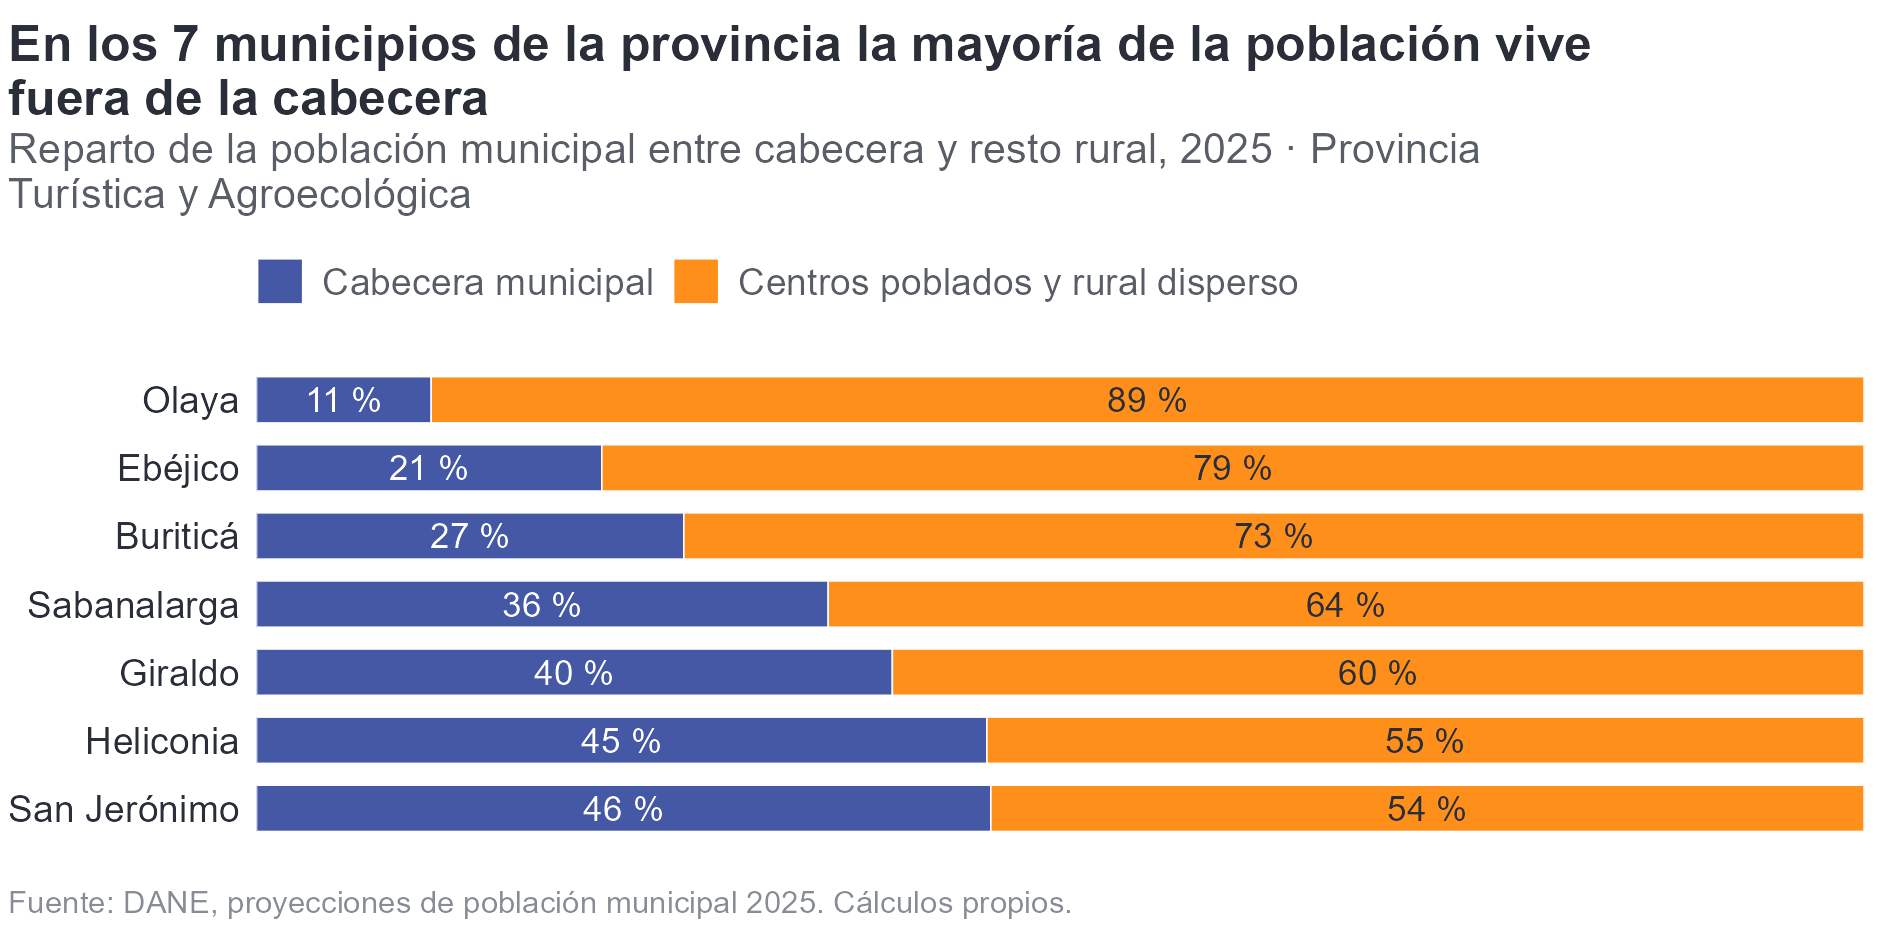 En los 7 municipios de la provincia la mayoría de la población vive
fuera de la cabecera
Reparto de la población municipal entre cabecera y resto rural, 2025 · Provincia
Turística y Agroecológica
Cabecera municipal Centros poblados y rural disperso
Olaya 11 % 89 %
Ebéjico 21 % 79 %
Buriticá 27 % 73 %
Sabanalarga 36 % 64 %
Giraldo 40 % 60 %
Heliconia 45 % 55 %
San Jerónimo 46 % 54 %
Fuente: DANE, proyecciones de población municipal 2025. Cálculos propios.